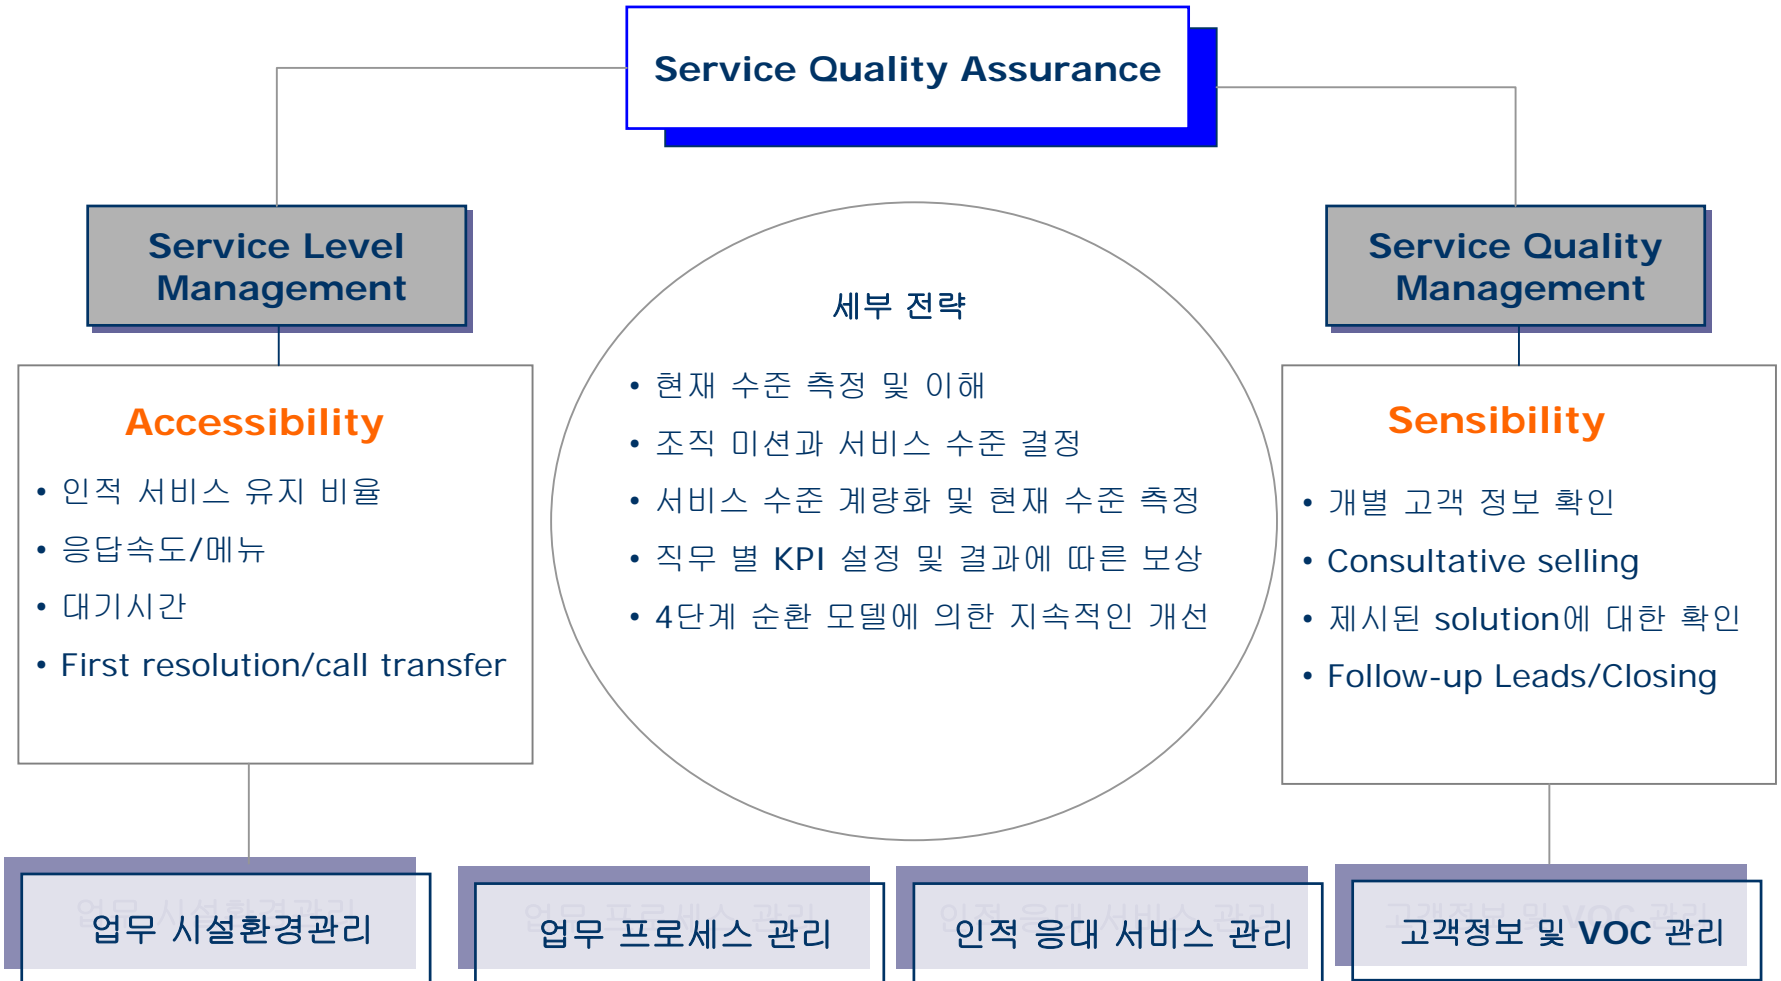 Service Quality Assurance
Service Level
Management
Accessibility
• 인적 서비스 유지 비율
• 응답속도/메뉴
• 대기시간
• First resolution/call transfer
세부 전략
• 현재 수준 측정 및 이해
• 조직 미션과 서비스 수준 결정
• 서비스 수준 계량화 및 현재 수준 측정
• 직무 별 KPI 설정 및 결과에 따른 보상
• 4단계 순환 모델에 의한 지속적인 개선
Service Quality
Management
Sensibility
• 개별 고객 정보 확인
• Consultative selling
• 제시된 solution에 대한 확인
• Follow-up Leads/Closing
업무 시설환경관리
업무 프로세스 관리
인적 응대 서비스 관리
고객정보 및 VOC 관리